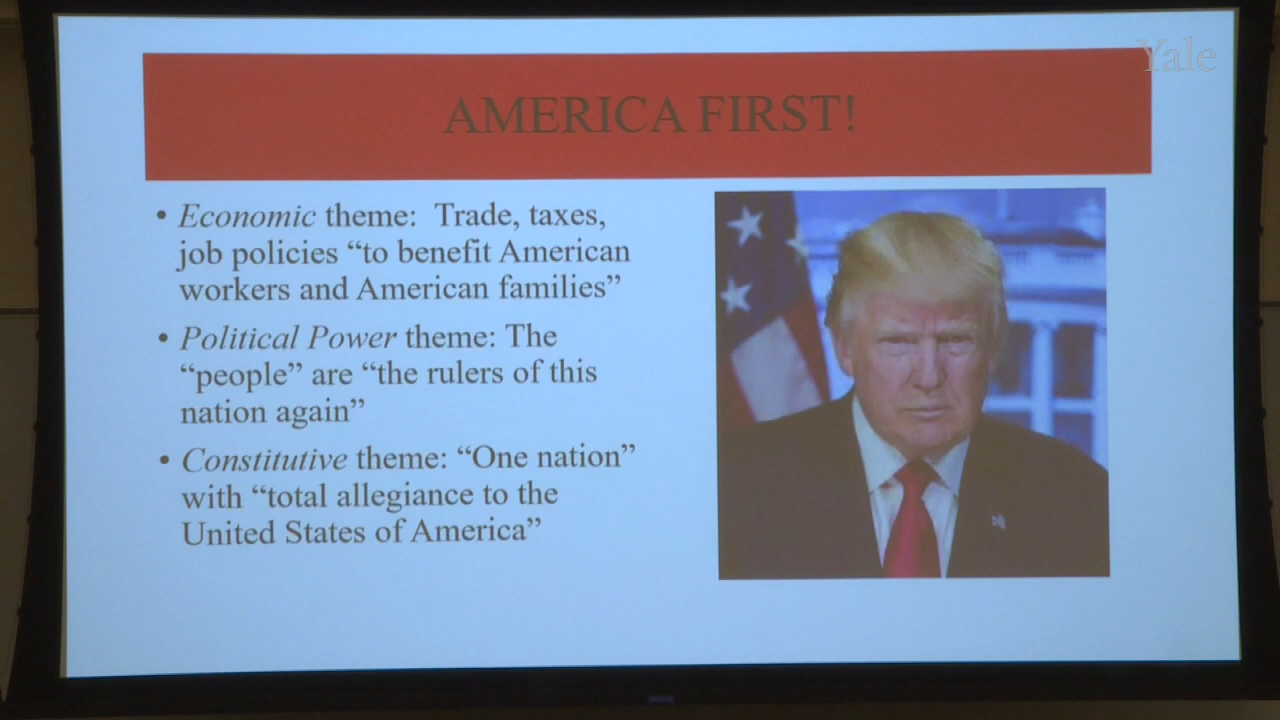 Yale
AMERICA FIRST!
• Economic theme: Trade, taxes,
job policies “to benefit American
workers and American families”
• Political Power theme: The
“people” are “the rulers of this
nation again”
• Constitutive theme: “One nation”
with “total allegiance to the
United States of America”